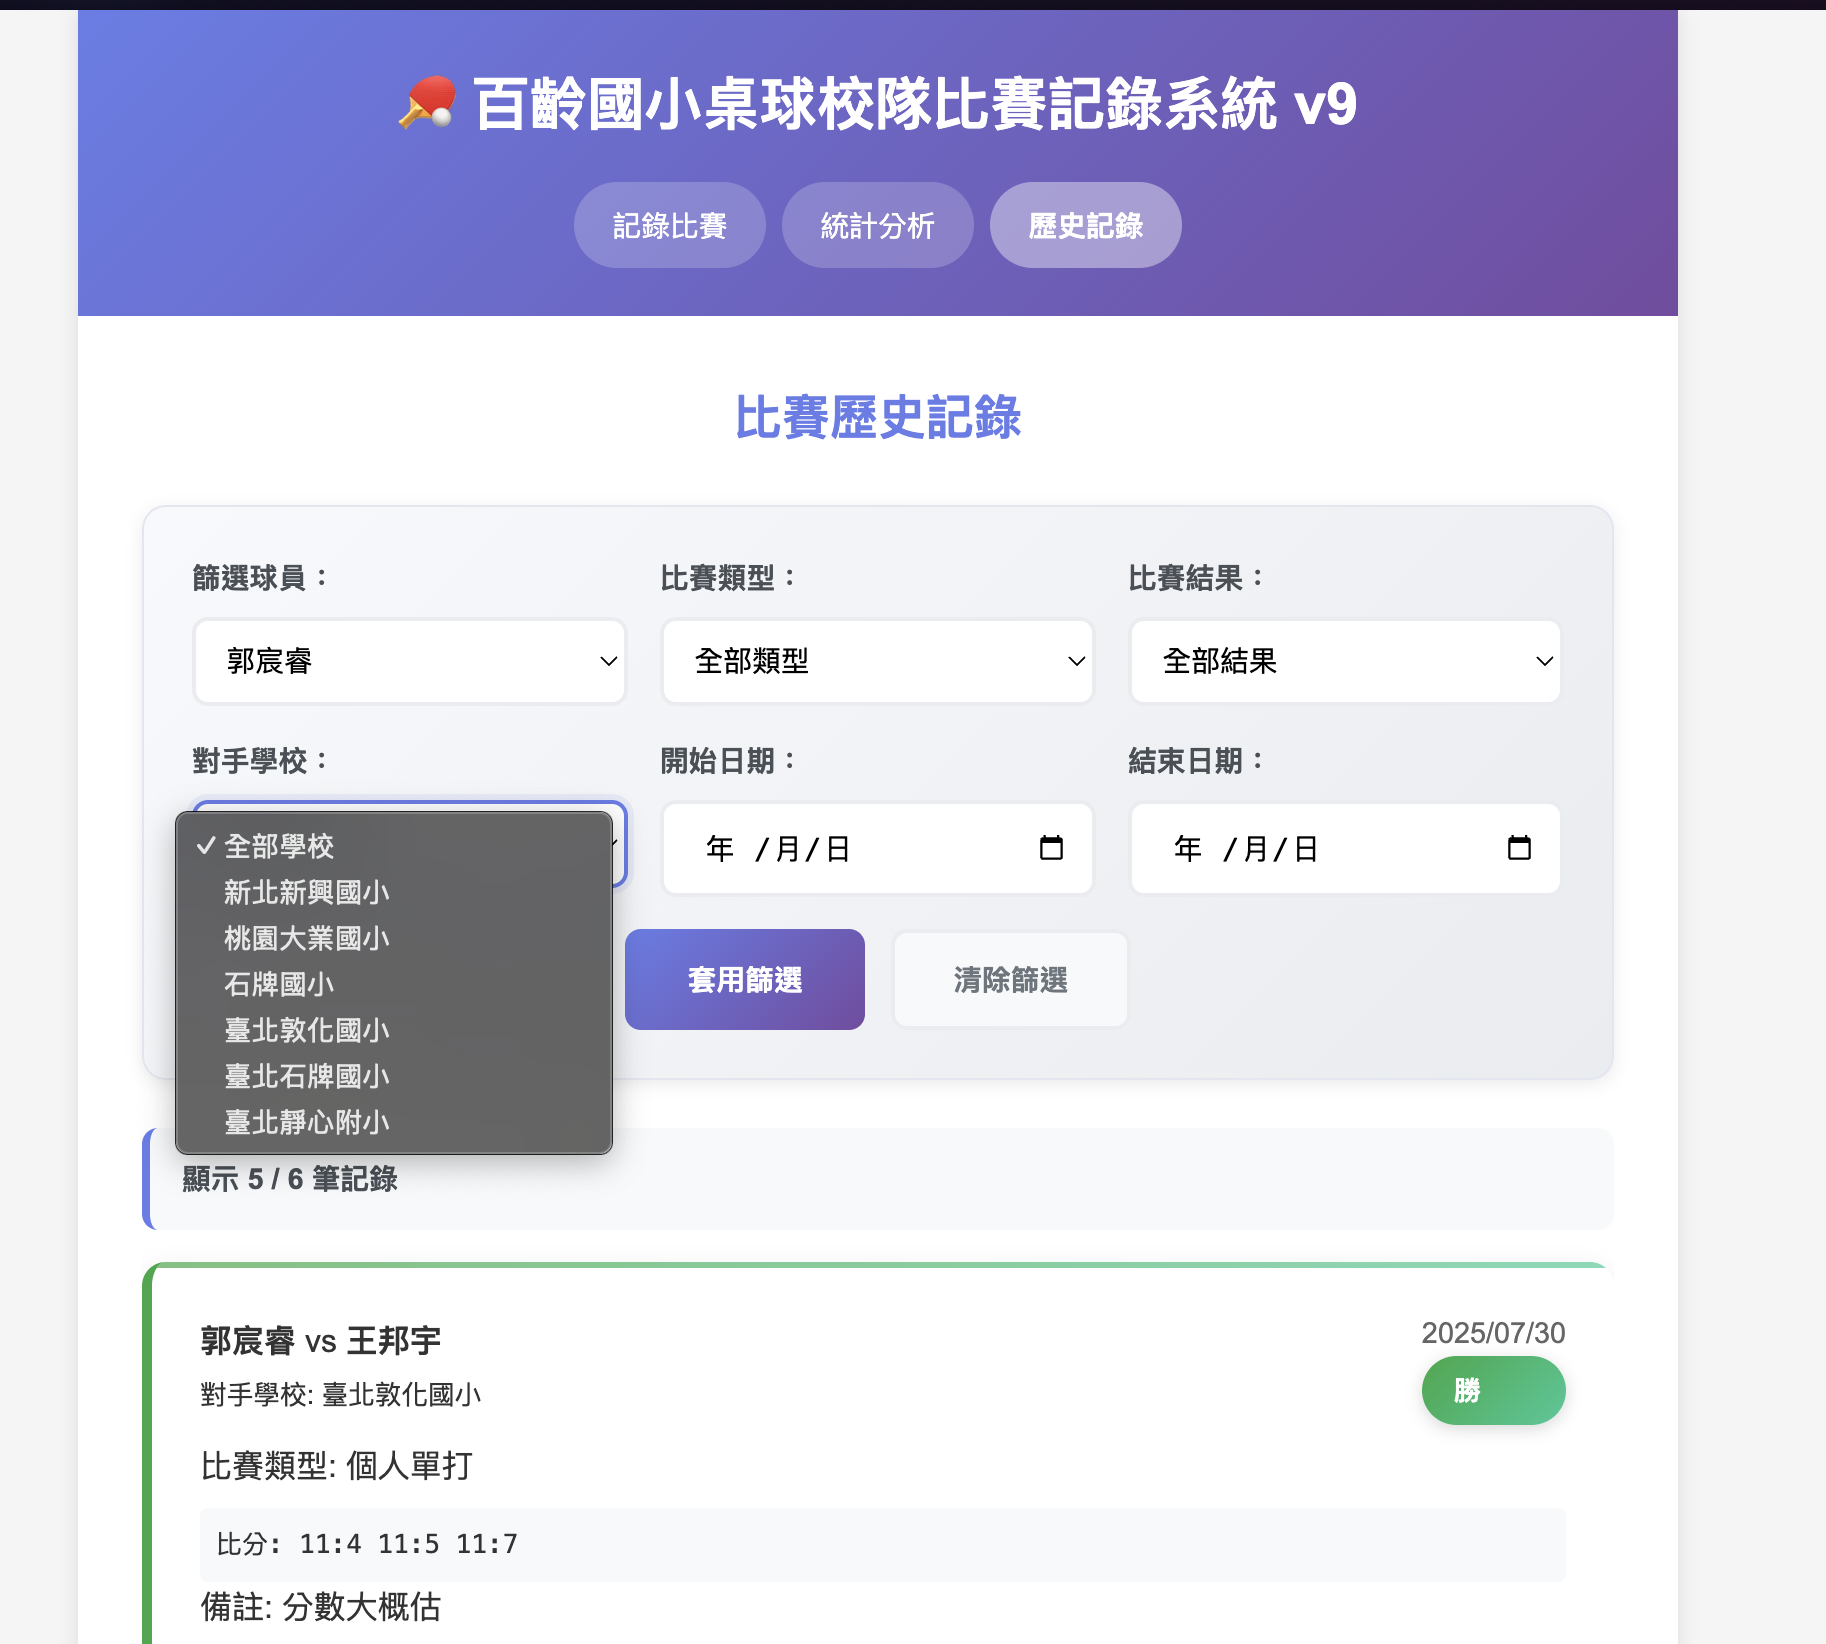 百齡國小桌球校隊比賽記錄系統 v9
記錄比賽 統計分析 歷史記錄
比賽歷史記錄
篩選球員： 比賽類型： 比賽結果：
郭宸睿 全部類型 全部結果
對手學校： 開始日期： 結束日期：
✓ 全部學校
新北新興國小
桃園大業國小
石牌國小
臺北敦化國小
臺北石牌國小
臺北靜心附小
年 /月/日 年 /月/日
套用篩選 清除篩選
顯示 5 / 6 筆記錄
郭宸睿 vs 王邦宇
2025/07/30
對手學校: 臺北敦化國小
勝
比賽類型: 個人單打
比分: 11:4 11:5 11:7
備註: 分數大概估